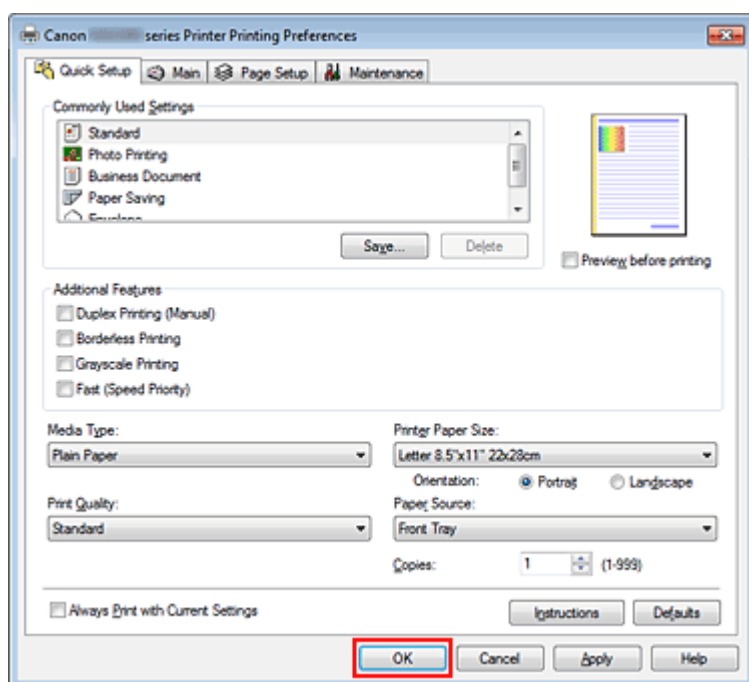 Canon series Printer Printing Preferences
Quick Setup Main Page Setup Maintenance
Commonly Used Settings
Standard
Photo Printing
Business Document
Paper Saving
Envelope
Save... Delete
Preview before printing
Additional Features
Duplex Printing (Manual)
Borderless Printing
Grayscale Printing
Fast (Speed Priority)
Media Type:
Plain Paper
Printer Paper Size:
Letter 8.5"x11" 22x28cm
Orientation: Portrait Landscape
Print Quality:
Standard
Paper Source:
Front Tray
Copies: 1 (1-999)
Always Print with Current Settings
Instructions Defaults
OK Cancel Apply Help